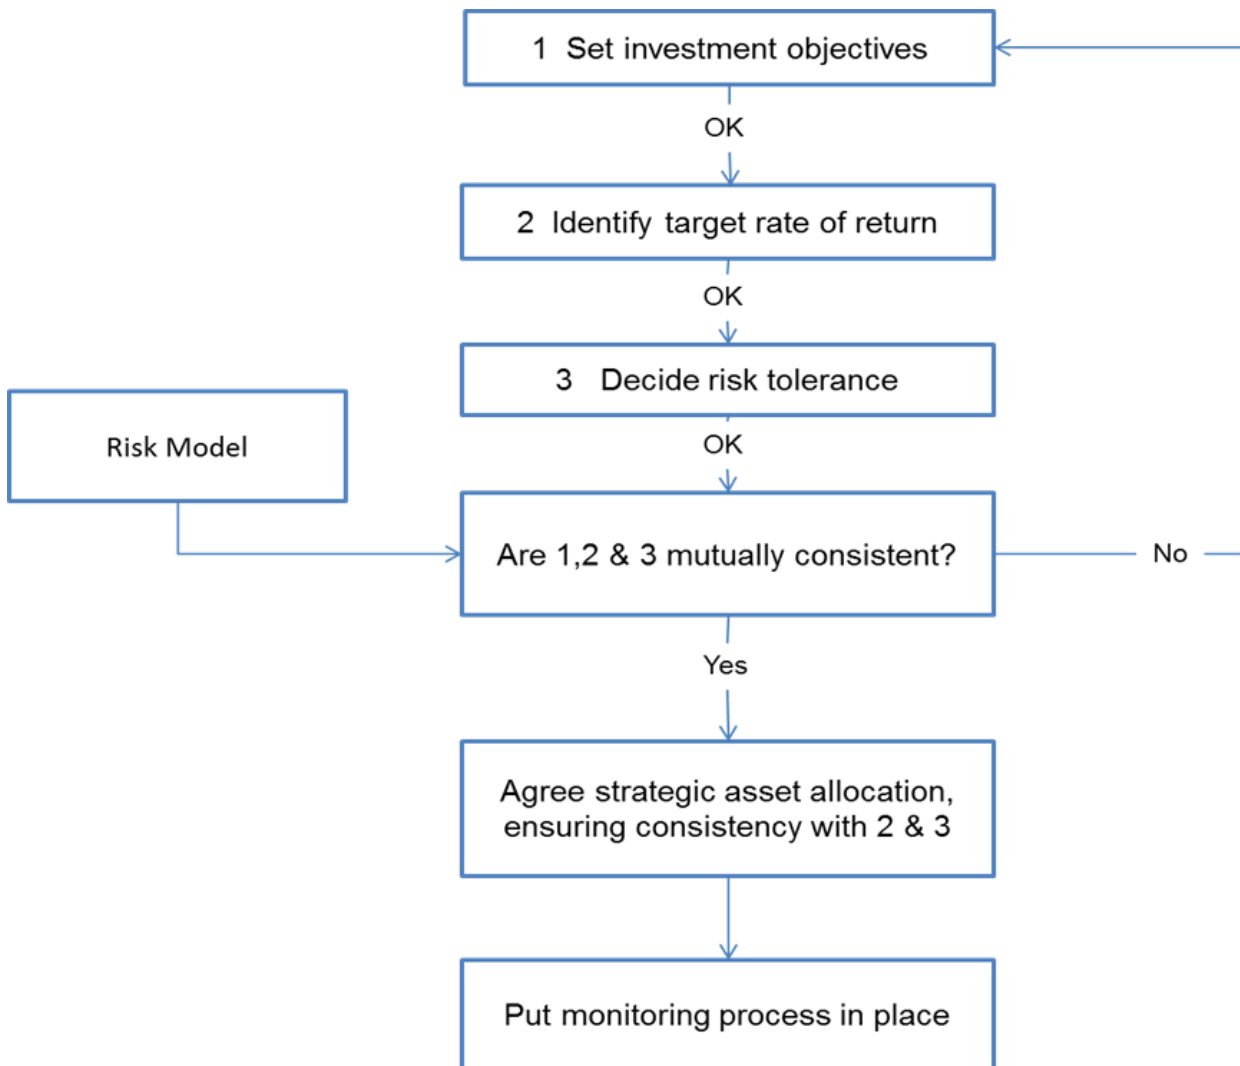 1 Set investment objectives
OK
2 Identify target rate of return
OK
3 Decide risk tolerance
OK
Risk Model
Are 1,2 & 3 mutually consistent?
No
Yes
Agree strategic asset allocation,
ensuring consistency with 2 & 3
Put monitoring process in place